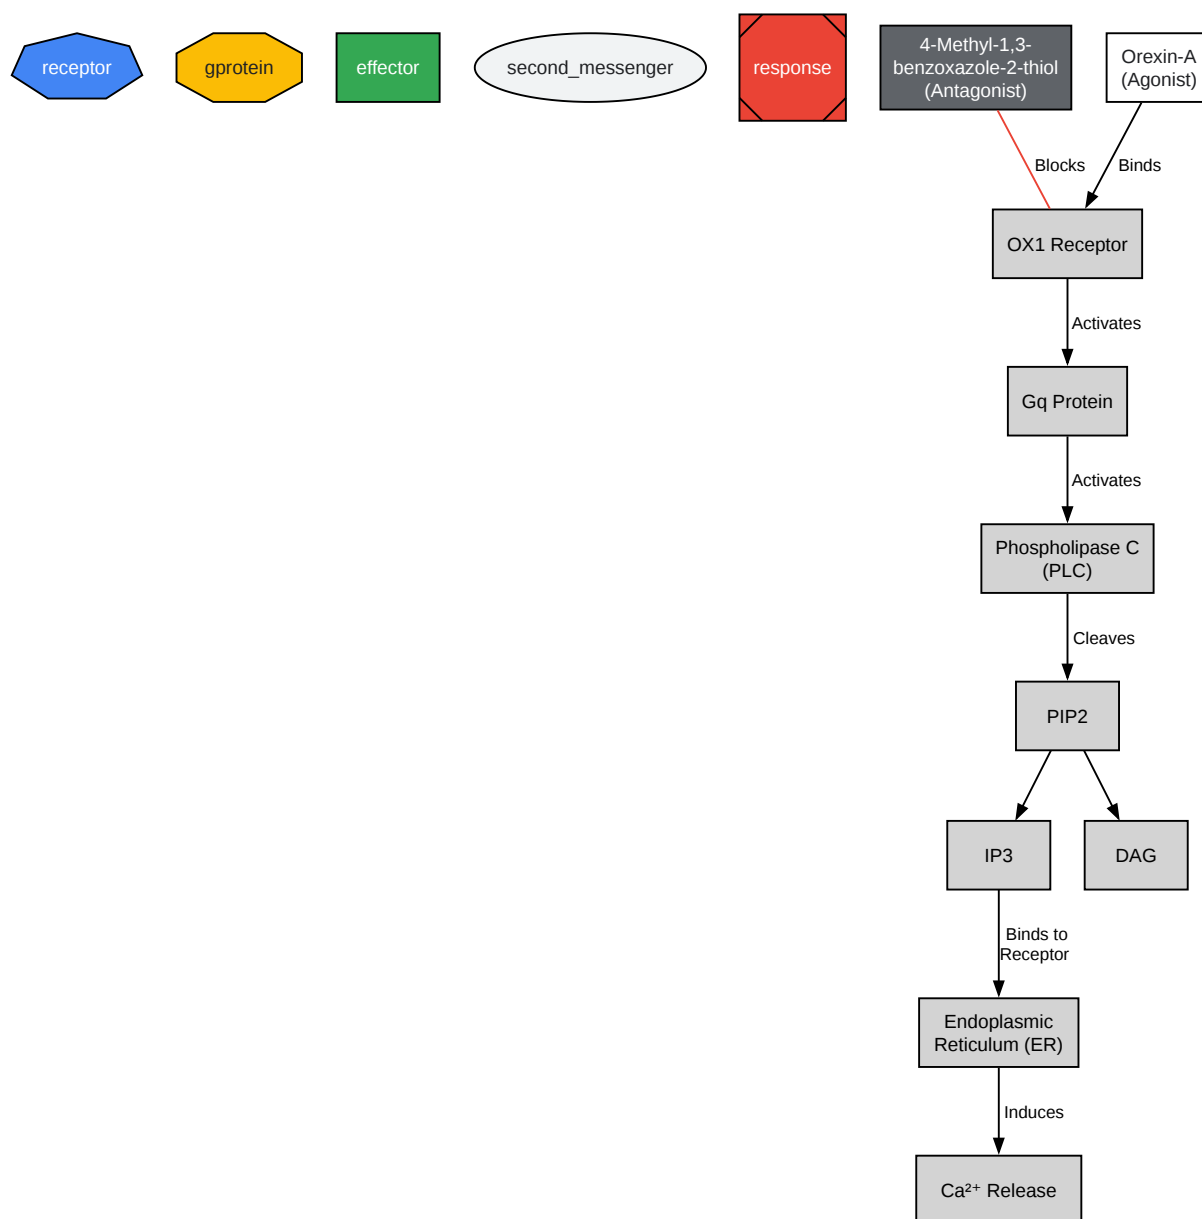 receptor
gprotein
effector
second_messenger
response
4-Methyl-1,3-
benzoxazole-2-thiol
(Antagonist)
Orexin-A
(Agonist)
Blocks
Binds
OX1 Receptor
Activates
Gq Protein
Activates
Phospholipase C
(PLC)
Cleaves
PIP2
IP3
DAG
Binds to
Receptor
Endoplasmic
Reticulum (ER)
Induces
Ca²⁺ Release